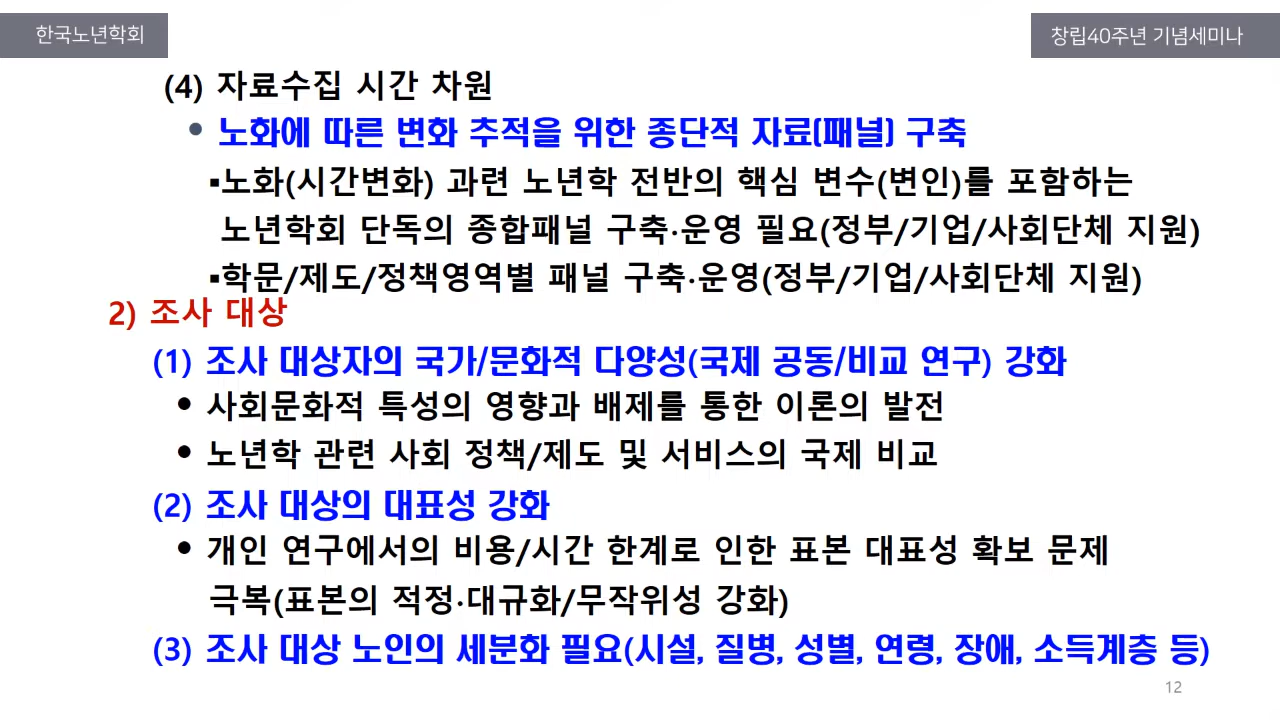 한국노년학회
창립40주년 기념세미나
(4) 자료수집 시간 차원
● 노화에 따른 변화 추적을 위한 종단적 자료(패널) 구축
▪노화(시간변화) 과련 노년학 전반의 핵심 변수(변인)를 포함하는
노년학회 단독의 종합패널 구축·운영 필요(정부/기업/사회단체 지원)
▪학문/제도/정책영역별 패널 구축·운영(정부/기업/사회단체 지원)
2) 조사 대상
(1) 조사 대상자의 국가/문화적 다양성(국제 공동/비교 연구) 강화
● 사회문화적 특성의 영향과 배제를 통한 이론의 발전
● 노년학 관련 사회 정책/제도 및 서비스의 국제 비교
(2) 조사 대상의 대표성 강화
● 개인 연구에서의 비용/시간 한계로 인한 표본 대표성 확보 문제
극복(표본의 적정·대규화/무작위성 강화)
(3) 조사 대상 노인의 세분화 필요(시설, 질병, 성별, 연령, 장애, 소득계층 등)
12